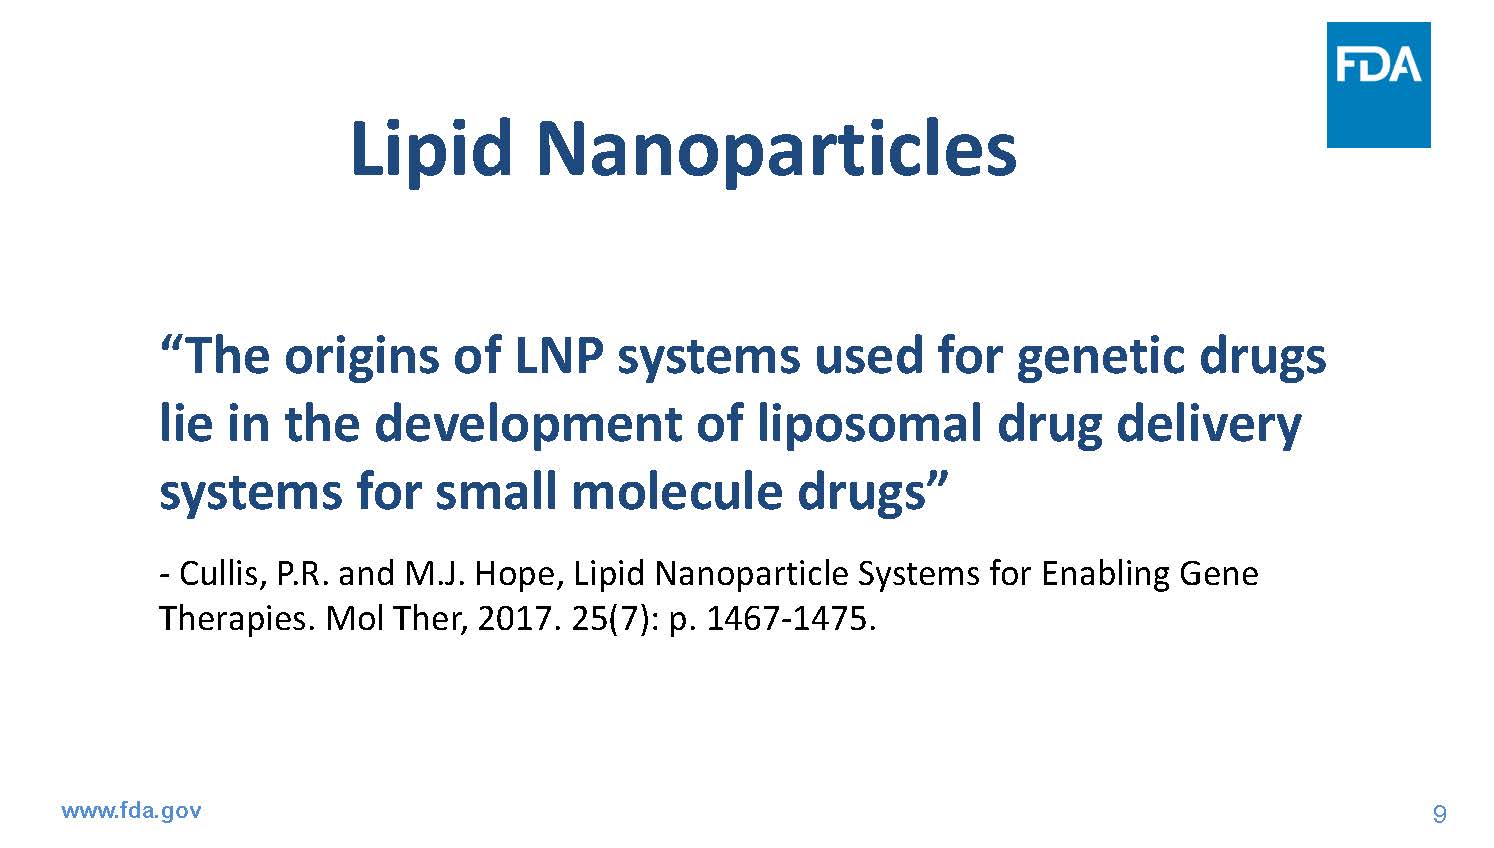 FDA
Lipid Nanoparticles
“The origins of LNP systems used for genetic drugs
lie in the development of liposomal drug delivery
systems for small molecule drugs”
- Cullis, P.R. and M.J. Hope, Lipid Nanoparticle Systems for Enabling Gene
Therapies. Mol Ther, 2017. 25(7): p. 1467-1475.
www.fda.gov
9